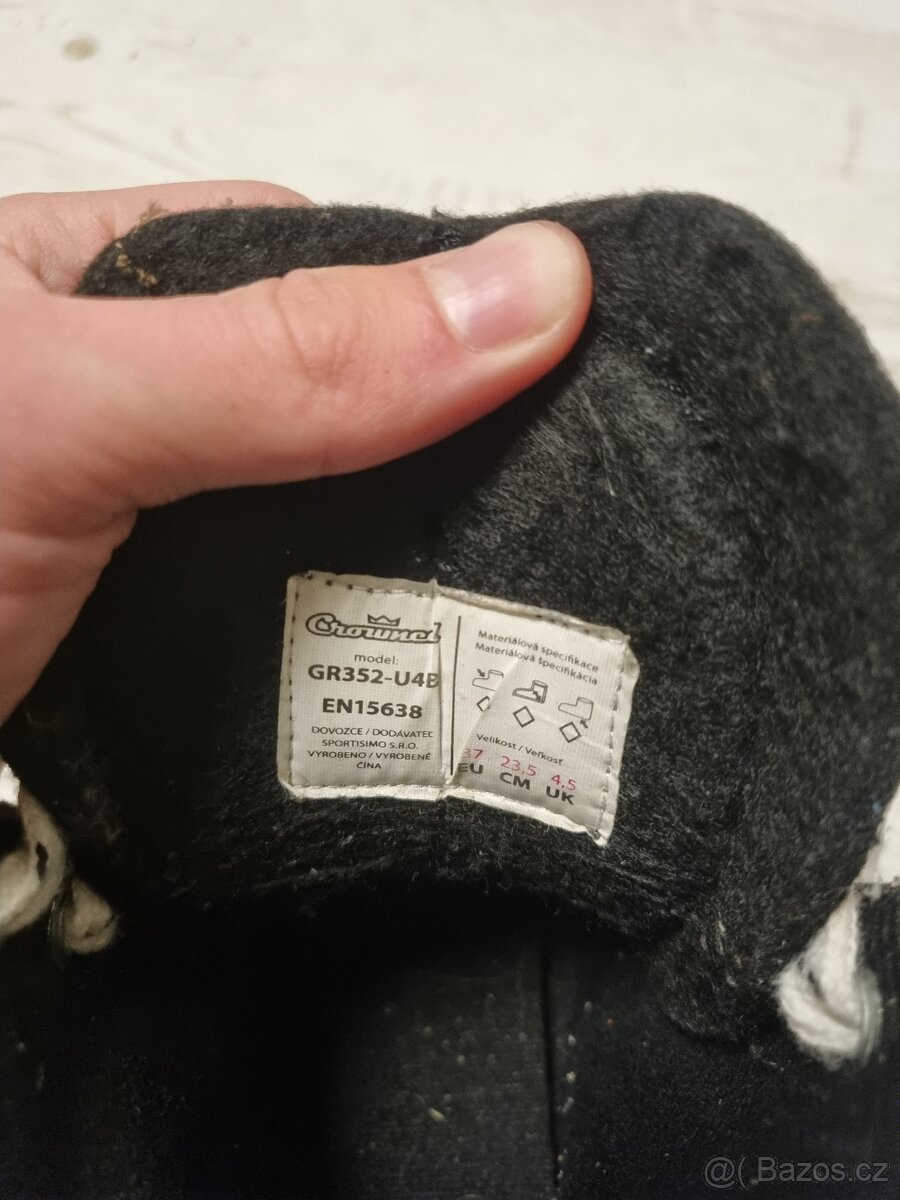 Crowned
model:
GR352-U4B
EN15638
DOVOZCE / DODÁVATEĽ
SPORTISIMO S.R.O.
VYROBENO / VYROBENÉ
ČÍNA
Materiálová specifikace
Materiálová špecifikácia
Velikost / Veľkosť
37 23,5 4,5
EU CM UK
@( Bazos.cz